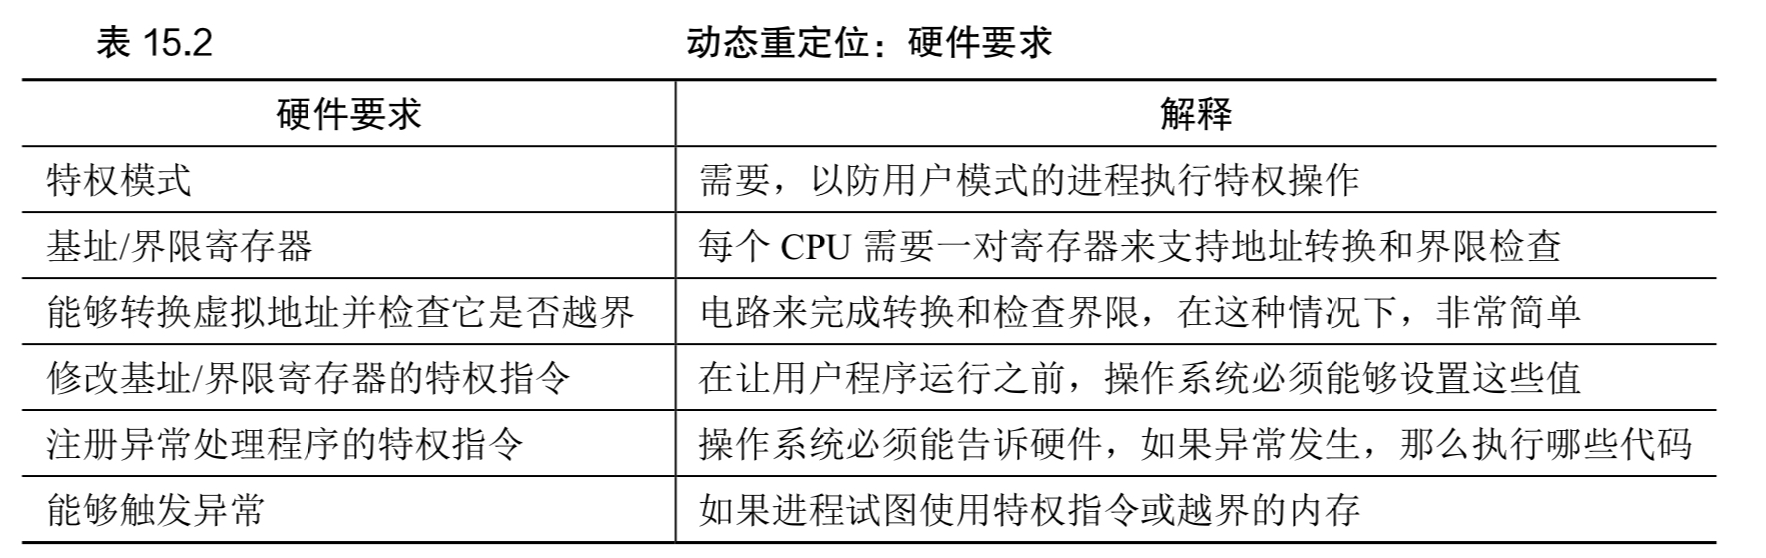 表 15.2 动态重定位：硬件要求
硬件要求 解释
特权模式 需要，以防用户模式的进程执行特权操作
基址/界限寄存器 每个 CPU 需要一对寄存器来支持地址转换和界限检查
能够转换虚拟地址并检查它是否越界 电路来完成转换和检查界限，在这种情况下，非常简单
修改基址/界限寄存器的特权指令 在让用户程序运行之前，操作系统必须能够设置这些值
注册异常处理程序的特权指令 操作系统必须能告诉硬件，如果异常发生，那么执行哪些代码
能够触发异常 如果进程试图使用特权指令或越界的内存